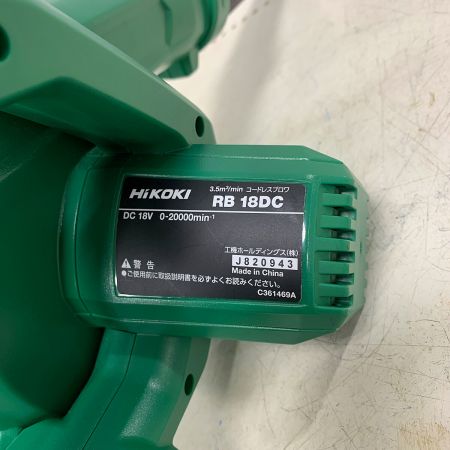 3.5m³/min コードレスブロワ
HiKOKI RB 18DC
DC 18V 0-20000min⁻¹
工機ホールディングス(株)
J820943
⚠ 警告 Made in China
●ご使用前に取扱説明書を必ずよくお読みください。
C361469A